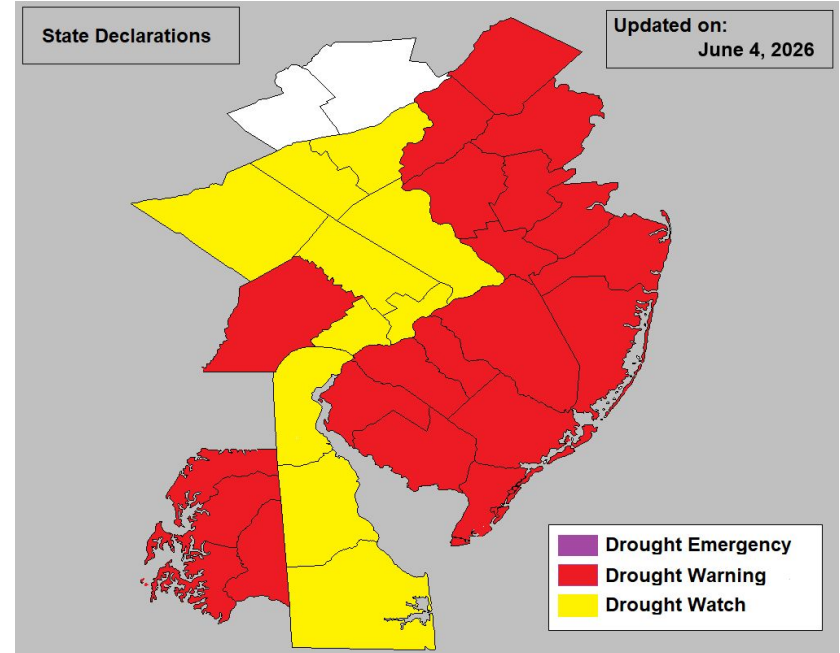 State Declarations
Updated on:
June 4, 2026
Drought Emergency
Drought Warning
Drought Watch